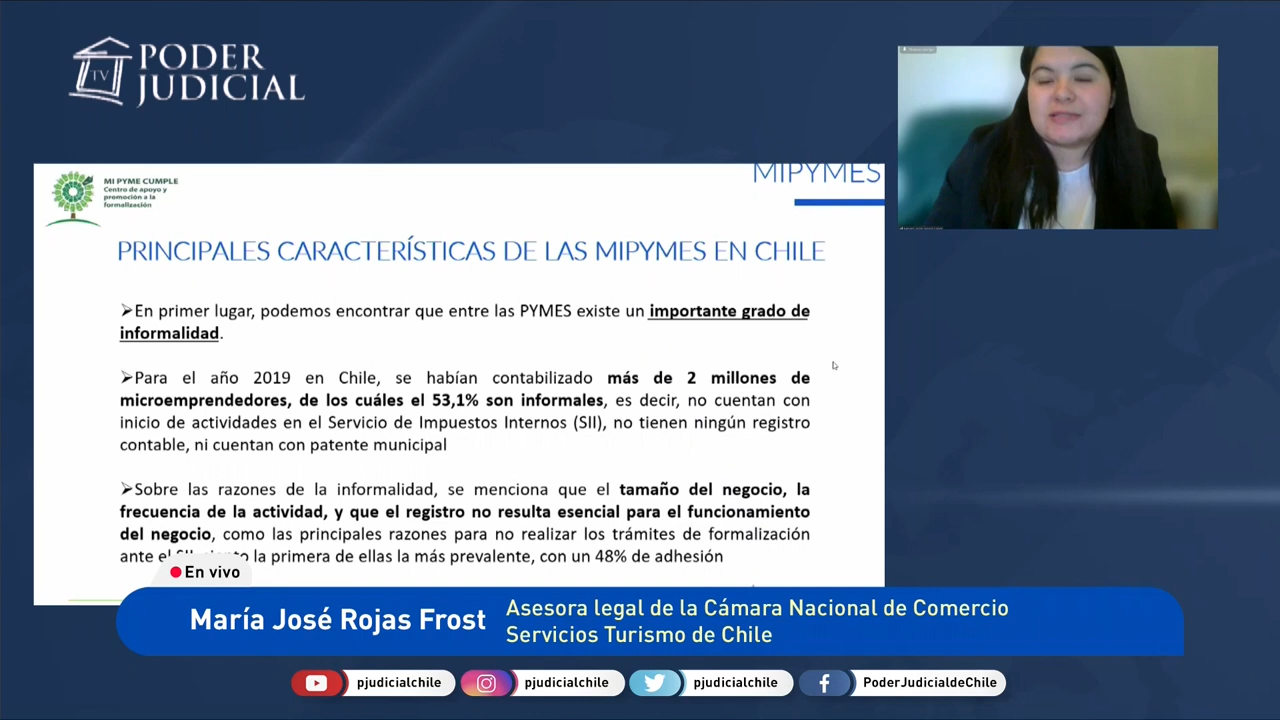 PODER
TV
JUDICIAL
MI PYME CUMPLE
Centro de apoyo y
promoción a la
formalización
MIPYMES
PRINCIPALES CARACTERÍSTICAS DE LAS MIPYMES EN CHILE
➢En primer lugar, podemos encontrar que entre las PYMES existe un importante grado de
informalidad.
➢Para el año 2019 en Chile, se habían contabilizado más de 2 millones de
microemprendedores, de los cuáles el 53,1% son informales, es decir, no cuentan con
inicio de actividades en el Servicio de Impuestos Internos (SII), no tienen ningún registro
contable, ni cuentan con patente municipal
➢Sobre las razones de la informalidad, se menciona que el tamaño del negocio, la
frecuencia de la actividad, y que el registro no resulta esencial para el funcionamiento
del negocio, como las principales razones para no realizar los trámites de formalización
ante el la primera de ellas la más prevalente, con un 48% de adhesión
En vivo
María José Rojas Frost
Asesora legal de la Cámara Nacional de Comercio
Servicios Turismo de Chile
pjudicialchile
pjudicialchile
pjudicialchile
PoderJudicialdeChile